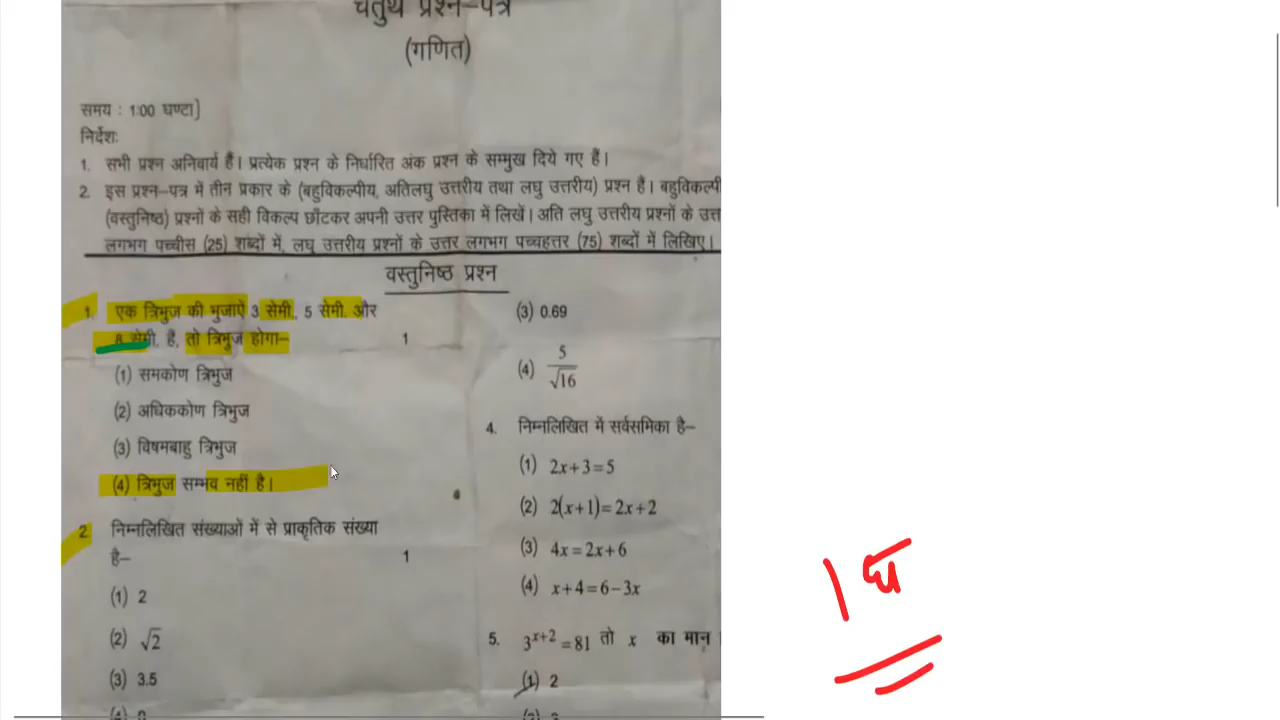 चतुर्थ प्रश्न–पत्र
(गणित)
समय : 1:00 घण्टा]
निर्देशः
1. सभी प्रश्न अनिवार्य हैं। प्रत्येक प्रश्न के निर्धारित अंक प्रश्न के सम्मुख दिये गए हैं।
2. इस प्रश्न–पत्र में तीन प्रकार के (बहुविकल्पीय, अतिलघु उत्तरीय तथा लघु उत्तरीय) प्रश्न हैं। बहुविकल्पी
(वस्तुनिष्ठ) प्रश्नों के सही विकल्प छाँटकर अपनी उत्तर पुस्तिका में लिखें। अति लघु उत्तरीय प्रश्नों के उत्त
लगभग पच्चीस (25) शब्दों में, लघु उत्तरीय प्रश्नों के उत्तर लगभग पच्चहत्तर (75) शब्दों में लिखिए।
वस्तुनिष्ठ प्रश्न
1. एक त्रिभुज की भुजाऐं 3 सेमी, 5 सेमी. और
8 सेमी. है, तो त्रिभुज होगा– 1
(1) समकोण त्रिभुज
(2) अधिककोण त्रिभुज
(3) विषमबाहु त्रिभुज
(4) त्रिभुज सम्भव नहीं है।
2. निम्नलिखित संख्याओं में से प्राकृतिक संख्या
है– 1
(1) 2
(2) √2
(3) 3.5
(4) 0
(3) 0.69
(4) 5/√16
4. निम्नलिखित में सर्वसमिका है–
(1) 2x+3=5
(2) 2(x+1)=2x+2
(3) 4x=2x+6
(4) x+4=6–3x
5. 3^{x+2}=81 तो x का मान
(1) 2
1 घ